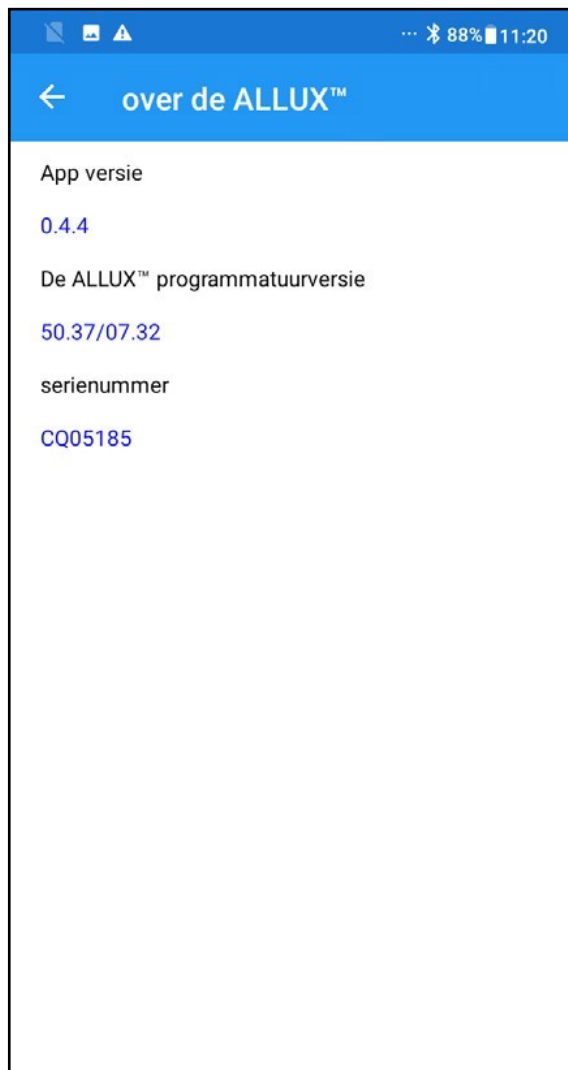 ... 88% 11:20
over de ALLUX™
App versie
0.4.4
De ALLUX™ programmatuurversie
50.37/07.32
serienummer
CQ05185